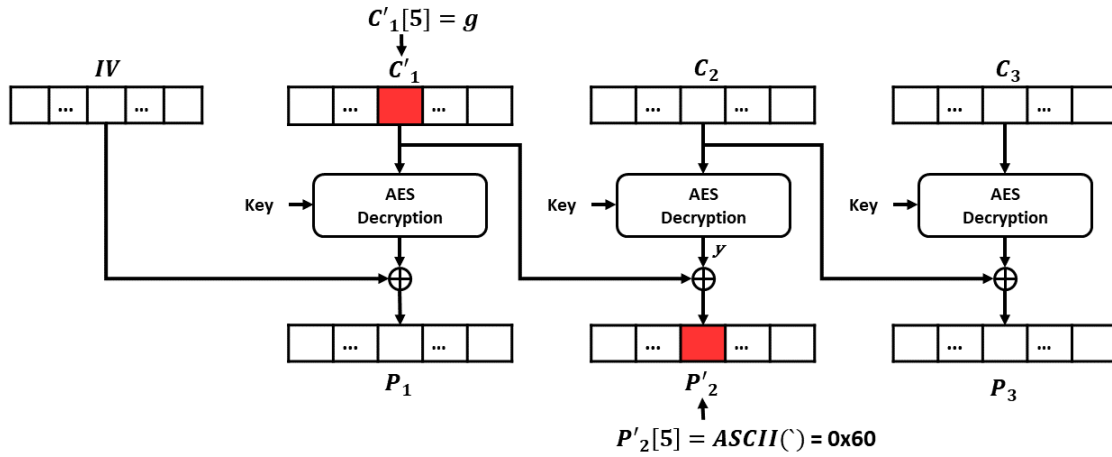 C'₁[5] = g
IV
C'₁
C₂
C₃
... ...
... ...
... ...
... ...
Key
AES
Decryption
Key
AES
Decryption
Key
AES
Decryption
y
... ...
... ...
... ...
P₁
P'₂
P₃
P'₂[5] = ASCII(`) = 0x60